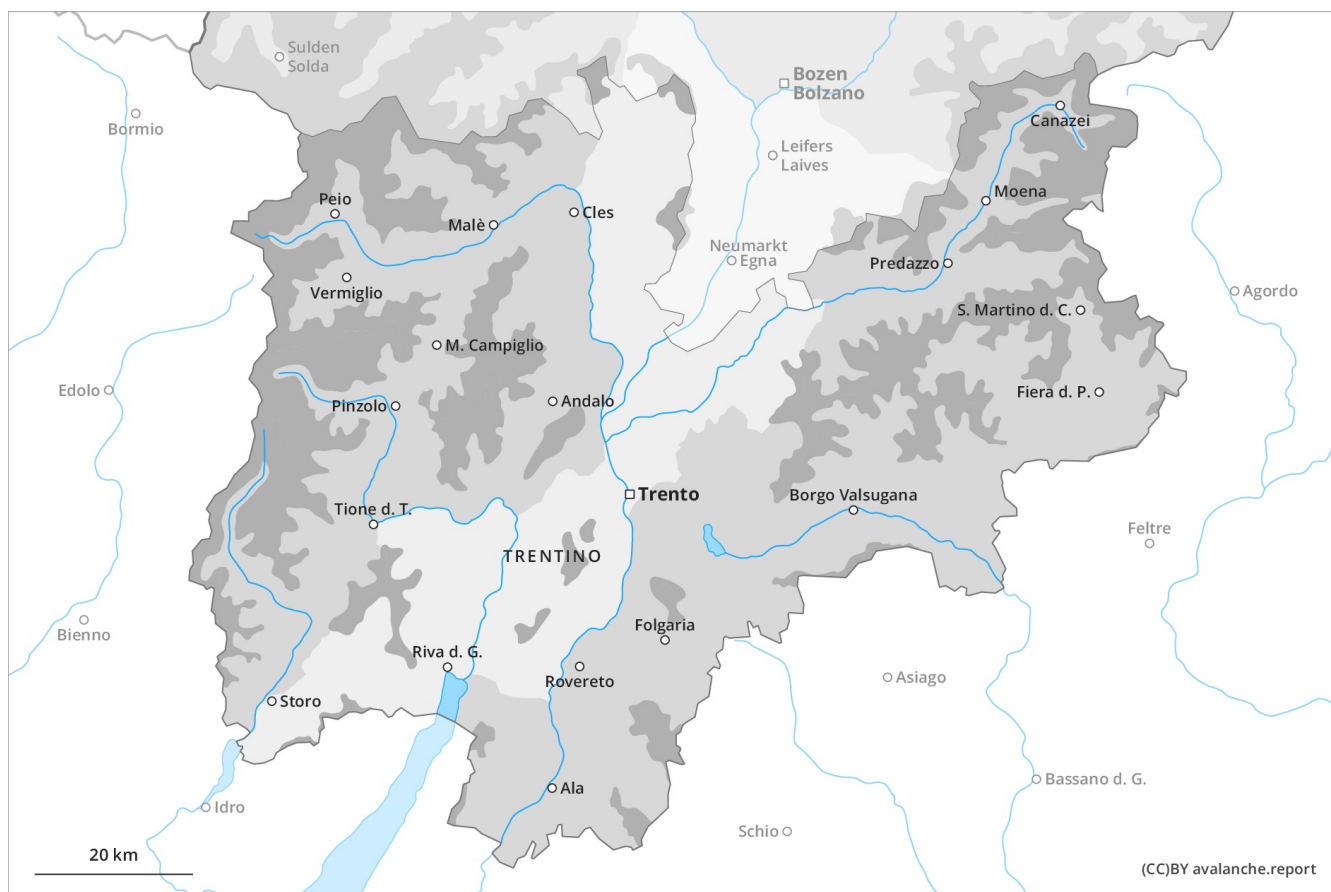 Sulden
Solda
Bozen
Bolzano
Bormio
Canazei
Leifers
Laives
Peio
Moena
Malè
Cles
Neumarkt
Egna
Predazzo
Vermiglio
Agordo
S. Martino d. C.
M. Campiglio
Edolo
Pinzolo
Andalo
Fiera d. P.
Trento
Borgo Valsugana
Tione d. T.
Feltre
TRENTINO
Bienno
Folgaria
Riva d. G.
Rovereto
Asiago
Storo
Bassano d. G.
Ala
Idro
Schio
20 km
(CC)BY avalanche.report